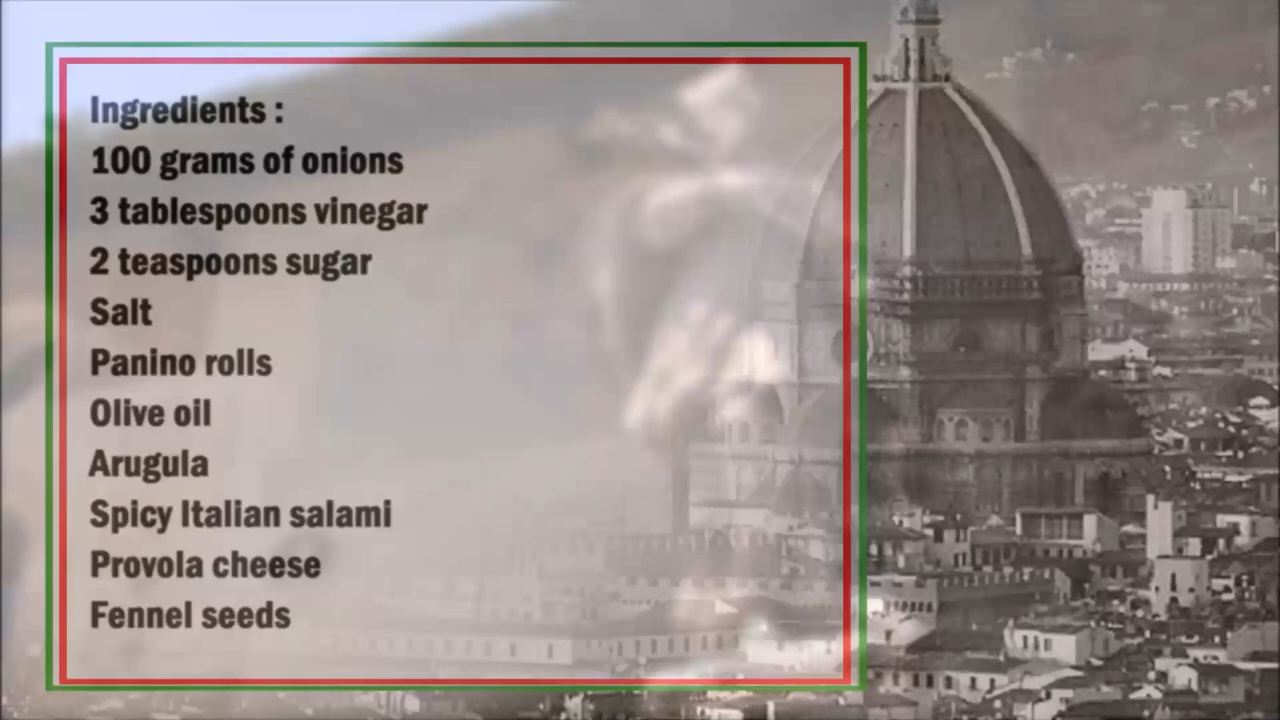 Ingredients :
100 grams of onions
3 tablespoons vinegar
2 teaspoons sugar
Salt
Panino rolls
Olive oil
Arugula
Spicy Italian salami
Provola cheese
Fennel seeds